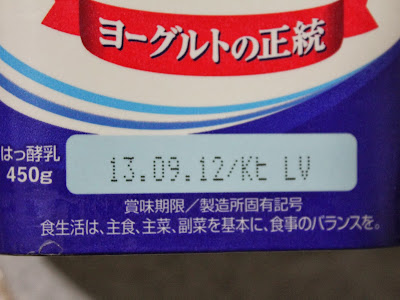 ヨーグルトの正統
はっ酵乳
450g
13.09.12/Kt LV
賞味期限／製造所固有記号
食生活は、主食、主菜、副菜を基本に、食事のバランスを。